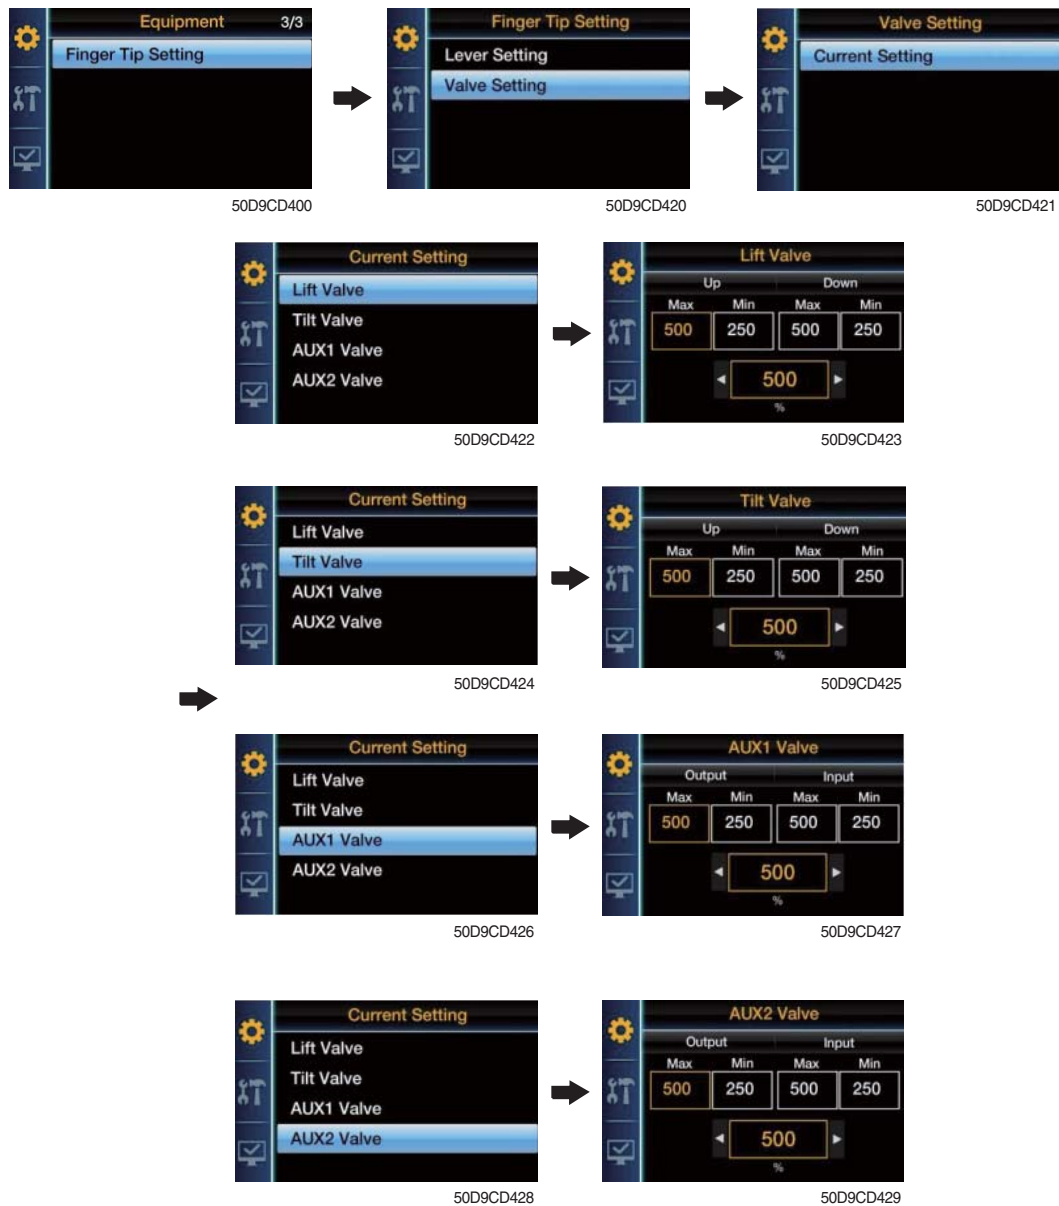 Equipment 3/3
Finger Tip Setting
50D9CD400
Finger Tip Setting
Lever Setting
Valve Setting
50D9CD420
Valve Setting
Current Setting
50D9CD421
Current Setting
Lift Valve
Tilt Valve
AUX1 Valve
AUX2 Valve
50D9CD422
Lift Valve
Up Down
Max Min Max Min
500 250 500 250
500
%
50D9CD423
Current Setting
Lift Valve
Tilt Valve
AUX1 Valve
AUX2 Valve
50D9CD424
Tilt Valve
Up Down
Max Min Max Min
500 250 500 250
500
%
50D9CD425
Current Setting
Lift Valve
Tilt Valve
AUX1 Valve
AUX2 Valve
50D9CD426
AUX1 Valve
Output Input
Max Min Max Min
500 250 500 250
500
%
50D9CD427
Current Setting
Lift Valve
Tilt Valve
AUX1 Valve
AUX2 Valve
50D9CD428
AUX2 Valve
Output Input
Max Min Max Min
500 250 500 250
500
%
50D9CD429